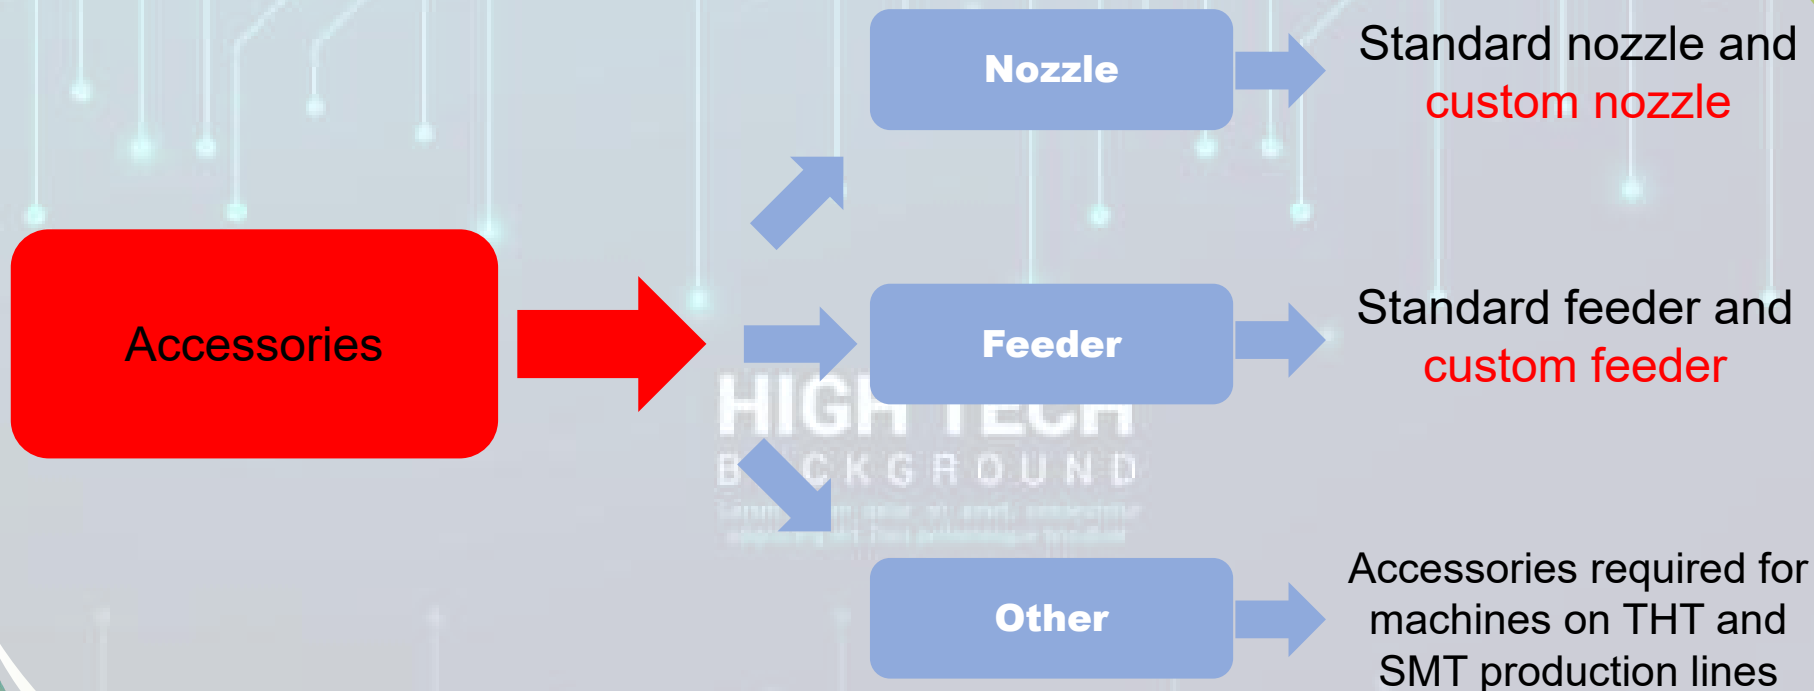 Nozzle
Standard nozzle and
custom nozzle
Accessories
Feeder
Standard feeder and
custom feeder
HIGH TECH
BACKGROUND
Other
Accessories required for
machines on THT and
SMT production lines